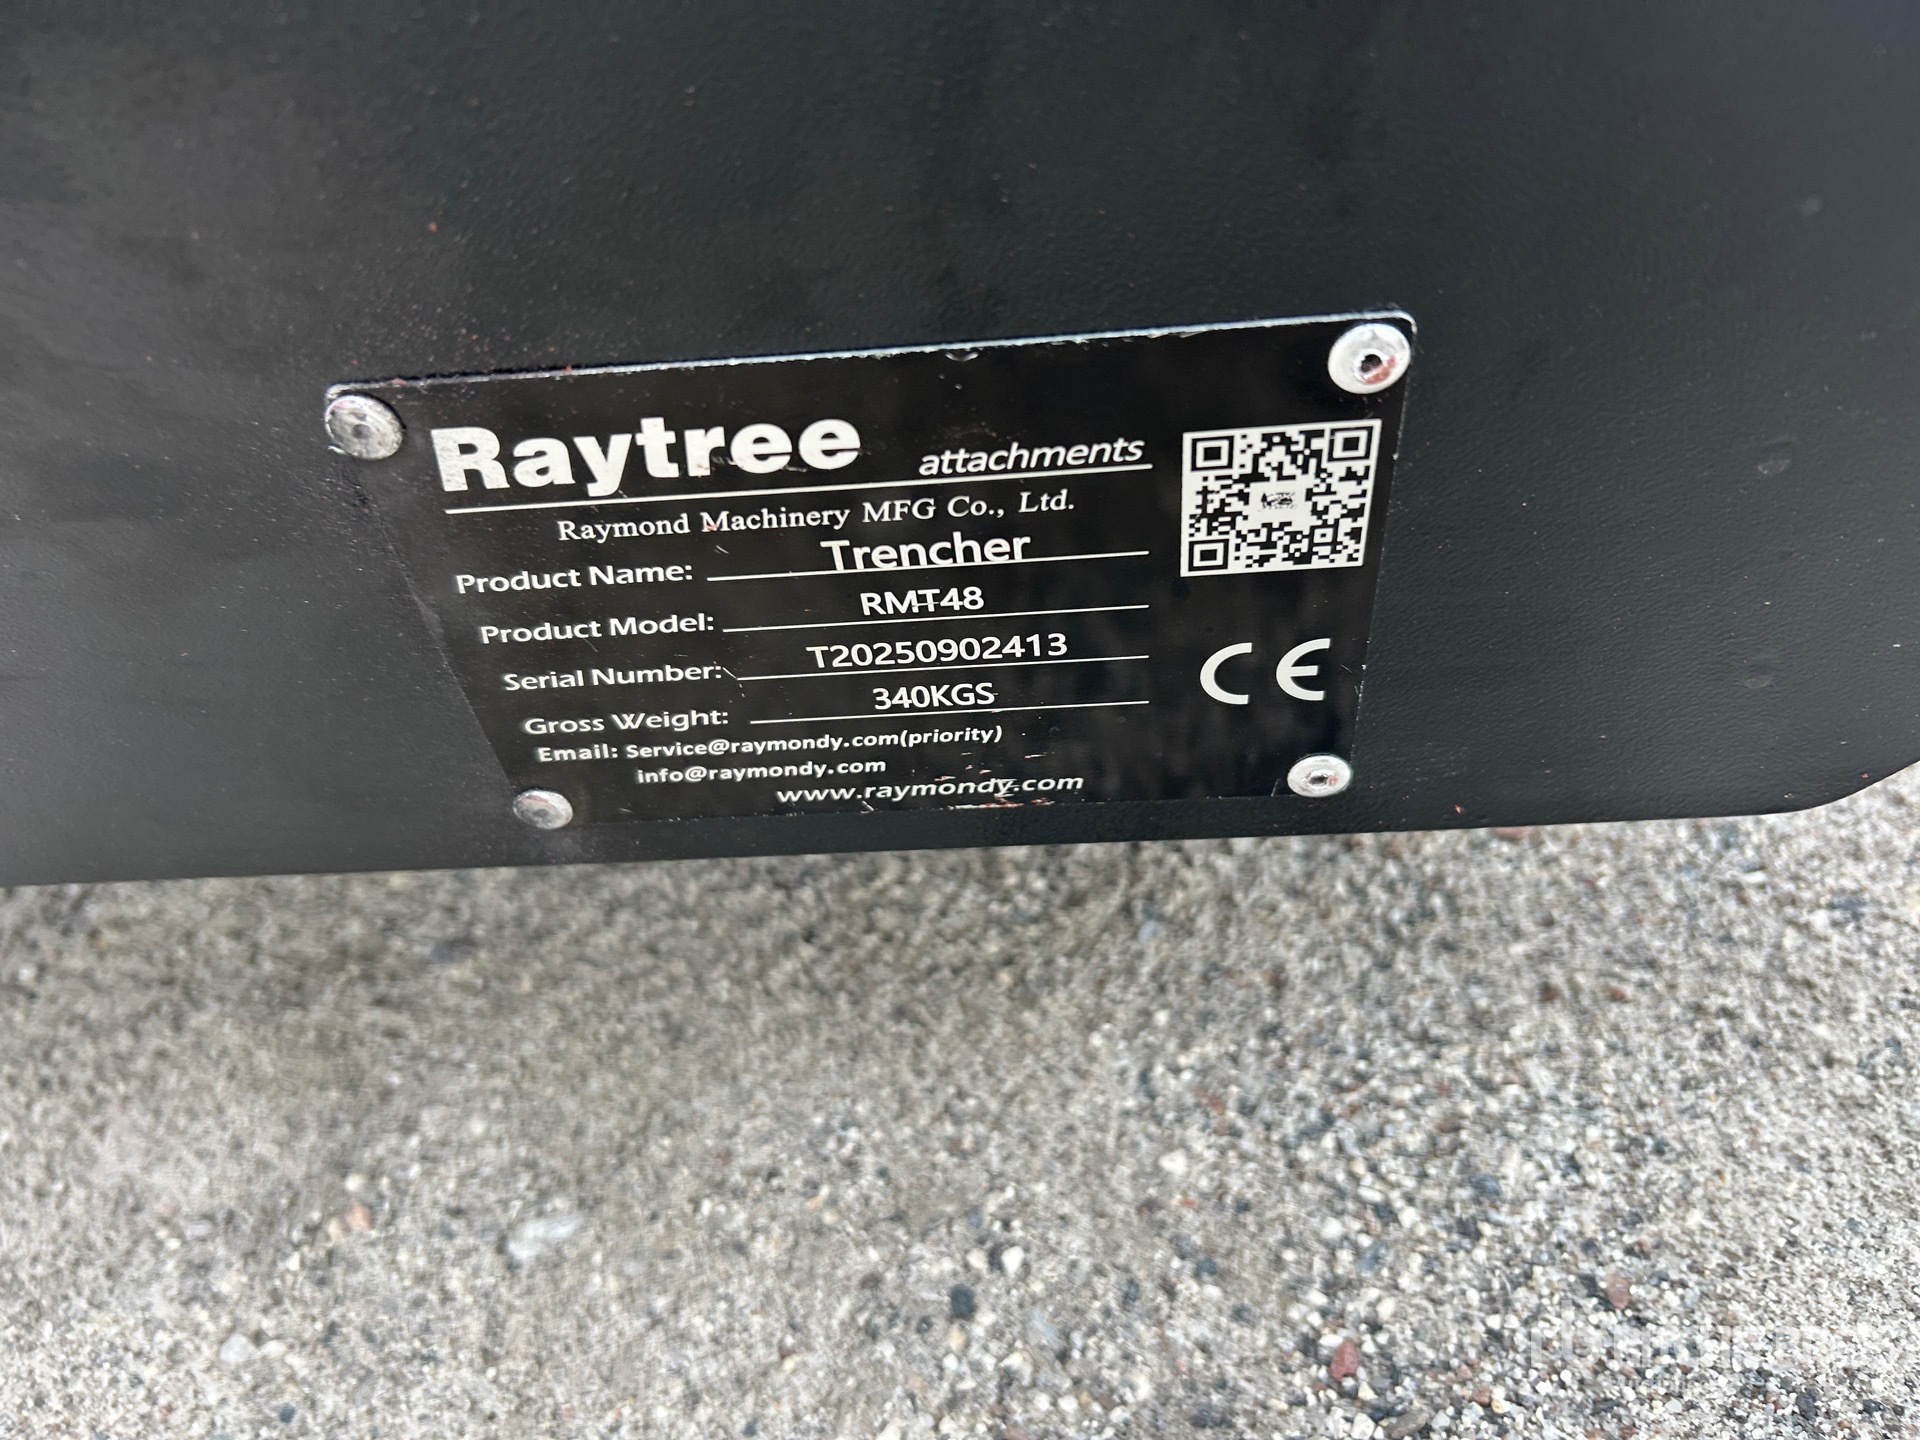 Raytree attachments
Raymond Machinery MFG Co., Ltd.
Product Name: Trencher
Product Model: RMT48
Serial Number: T20250902413
Gross Weight: 340KGS
Email: Service@raymondy.com(priority)
info@raymondy.com
www.raymondy.com
CE